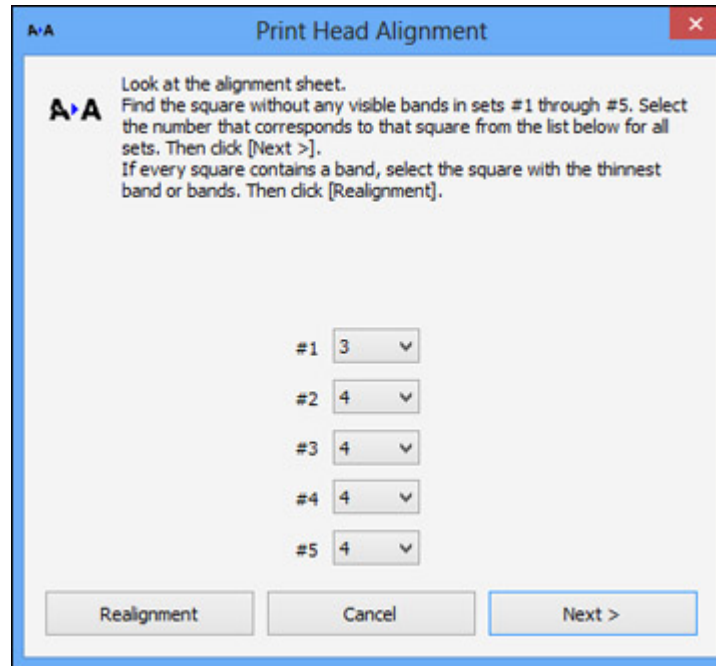 A▸A
Print Head Alignment
A▸A
Look at the alignment sheet.
Find the square without any visible bands in sets #1 through #5. Select
the number that corresponds to that square from the list below for all
sets. Then click [Next >].
If every square contains a band, select the square with the thinnest
band or bands. Then click [Realignment].
#1 3
#2 4
#3 4
#4 4
#5 4
Realignment Cancel Next >